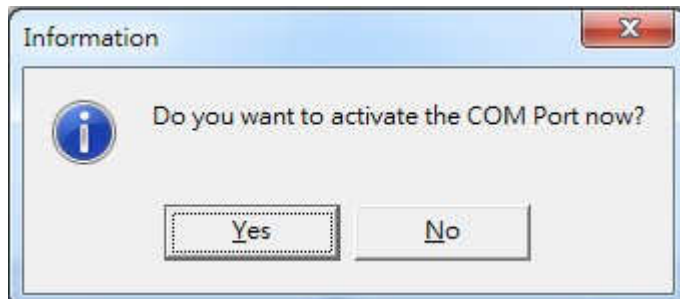 Information
Do you want to activate the COM Port now?
Yes
No